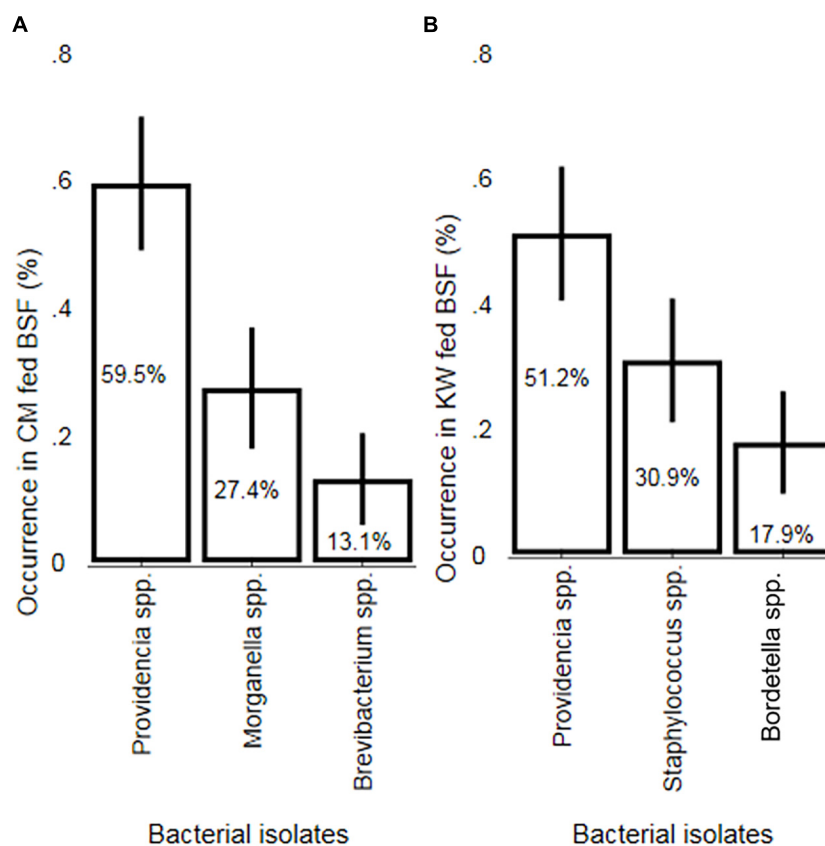 A
Occurrence in CM fed BSF (%)
.8
.6
.4
.2
0
59.5%
27.4%
13.1%
Providencia spp.
Morganella spp.
Brevibacterium spp.
Bacterial isolates
B
Occurrence in KW fed BSF (%)
.8
.6
.4
.2
0
51.2%
30.9%
17.9%
Providencia spp.
Staphylococcus spp.
Bordetella spp.
Bacterial isolates